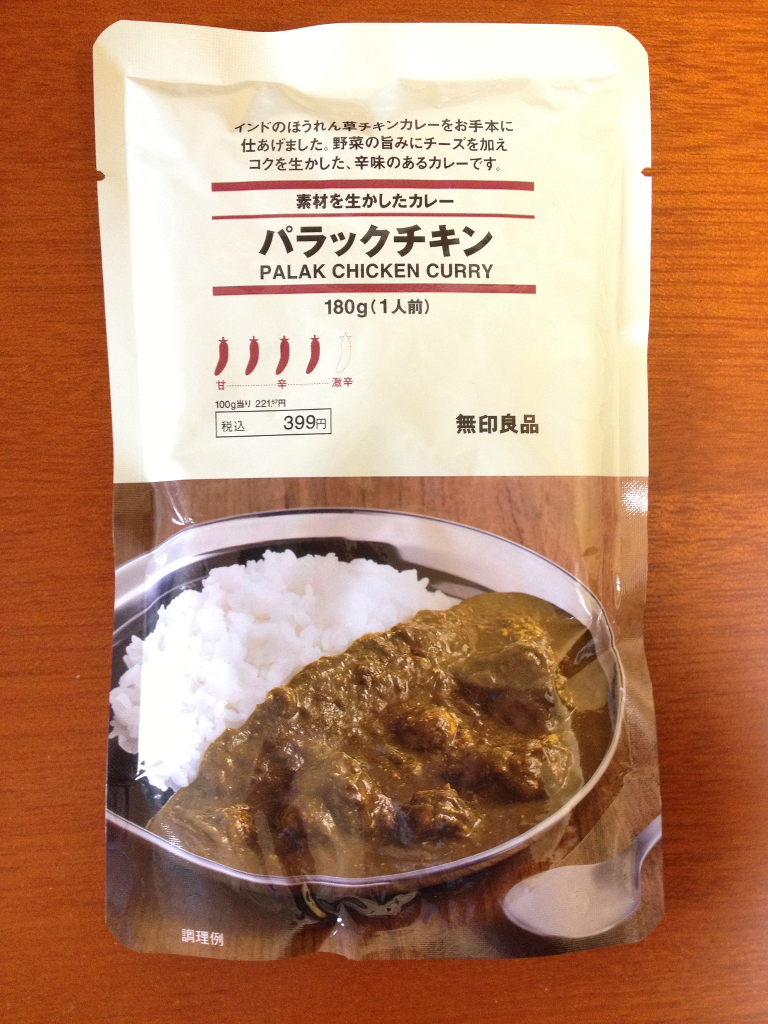 インドのほうれん草チキンカレーをお手本に
仕あげました。野菜の旨みにチーズを加え
コクを生かした、辛味のあるカレーです。
素材を生かしたカレー
パラックチキン
PALAK CHICKEN CURRY
180g(1人前)
甘 辛 激辛
100g当り 221.67円
税込 399円
無印良品
調理例